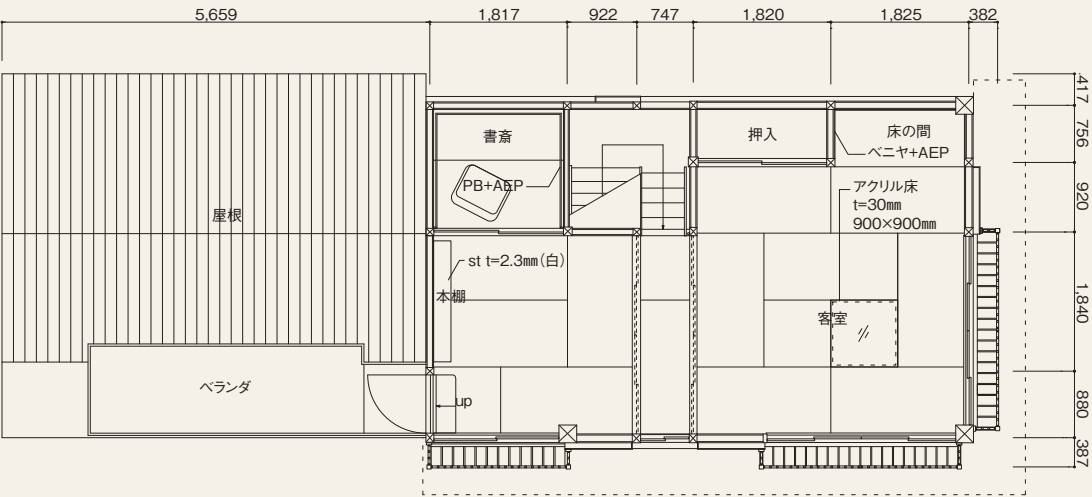 5,659
1,817
922
747
1,820
1,825
382
417
756
920
1,840
880
387
書斎
PB+AEP
押入
床の間
ベニヤ+AEP
アクリル床
t=30㎜
900×900㎜
屋根
st t=2.3㎜(白)
本棚
客室
ベランダ
up